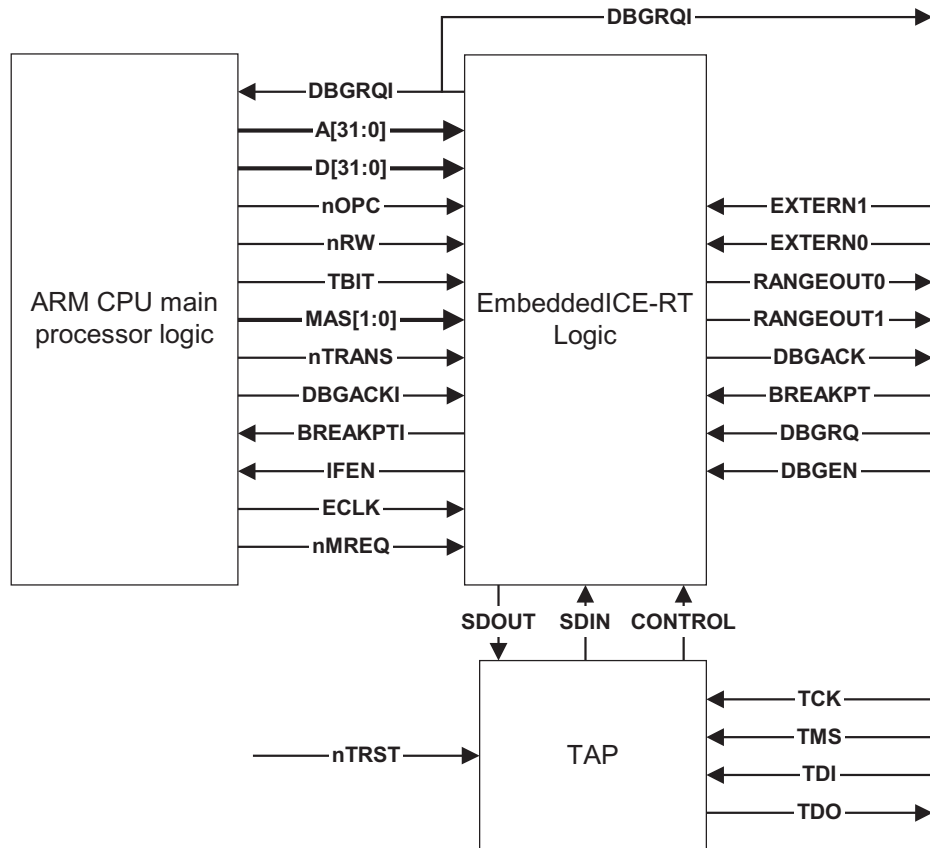 DBGRQI
DBGRQI
A[31:0]
D[31:0]
nOPC
nRW
TBIT
MAS[1:0]
nTRANS
DBGACKI
BREAKPTI
IFEN
ECLK
nMREQ
ARM CPU main
processor logic
EmbeddedICE-RT
Logic
EXTERN1
EXTERN0
RANGEOUT0
RANGEOUT1
DBGACK
BREAKPT
DBGRQ
DBGEN
SDOUT
SDIN
CONTROL
nTRST
TAP
TCK
TMS
TDI
TDO